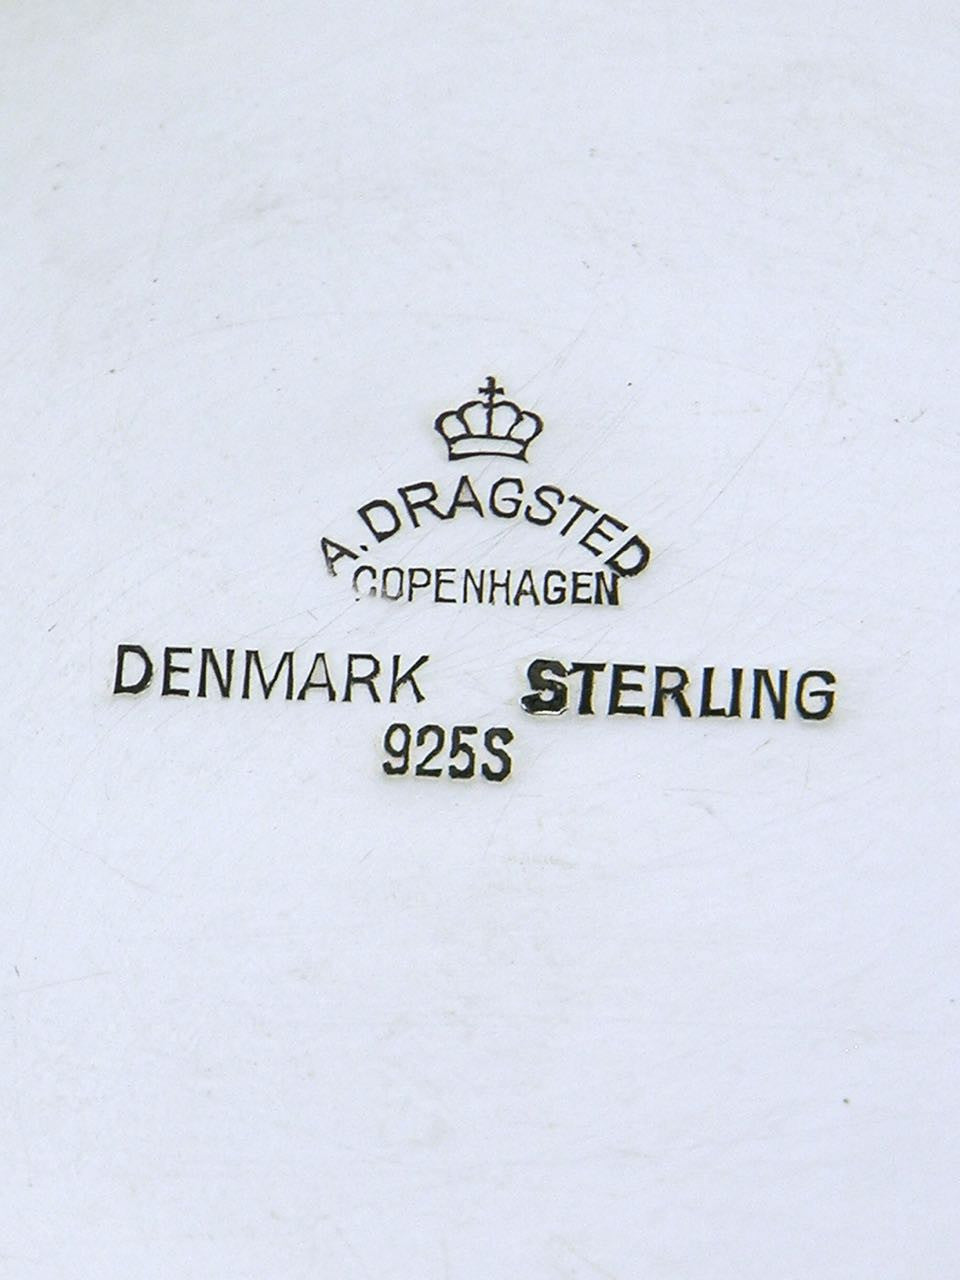 A. DRAGSTED
COPENHAGEN
DENMARK STERLING
925S